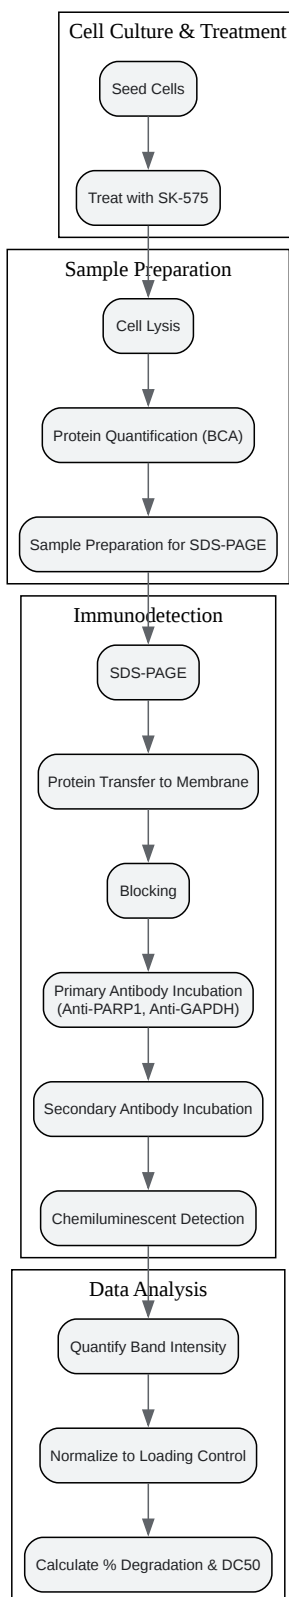 Cell Culture & Treatment
Seed Cells
Treat with SK-575
Sample Preparation
Cell Lysis
Protein Quantification (BCA)
Sample Preparation for SDS-PAGE
Immunodetection
SDS-PAGE
Protein Transfer to Membrane
Blocking
Primary Antibody Incubation
(Anti-PARP1, Anti-GAPDH)
Secondary Antibody Incubation
Chemiluminescent Detection
Data Analysis
Quantify Band Intensity
Normalize to Loading Control
Calculate % Degradation & DC50